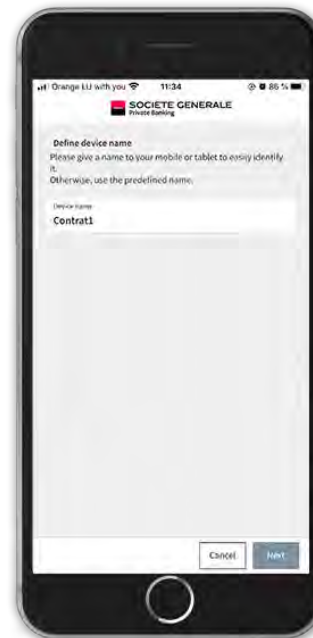 Orange LU with you 11:34 86 %
SOCIETE GENERALE
Private Banking
Define device name
Please give a name to your mobile or tablet to easily identify
it.
Otherwise, use the predefined name.
Device name
Contrat1
Cancel Next